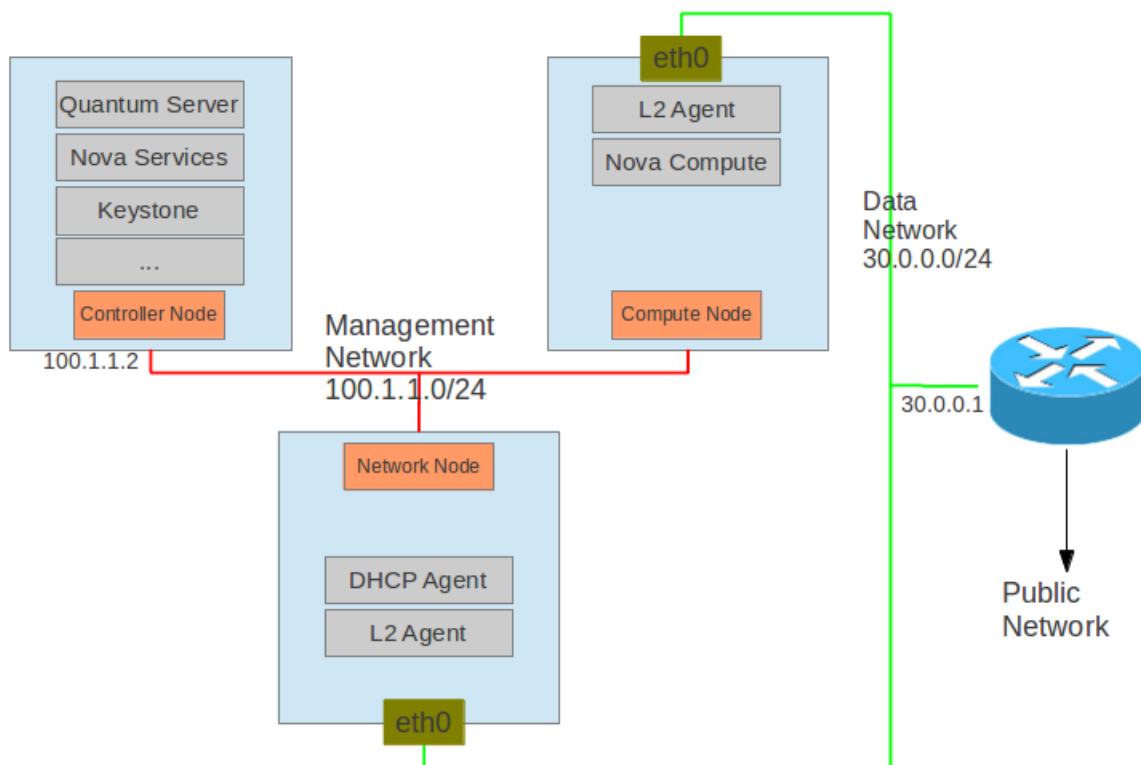 eth0
Quantum Server
Nova Services
Keystone
...
Controller Node
100.1.1.2
L2 Agent
Nova Compute
Compute Node
Data
Network
30.0.0.0/24
Management
Network
100.1.1.0/24
30.0.0.1
Network Node
DHCP Agent
L2 Agent
eth0
Public
Network